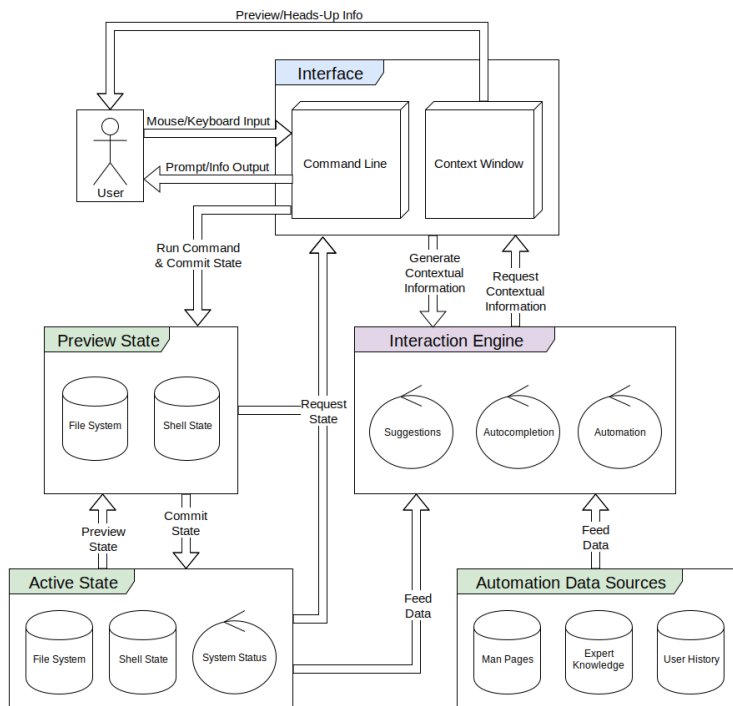 Preview/Heads-Up Info
Interface
Mouse/Keyboard Input
Command Line
Context Window
Prompt/Info Output
User
Run Command
& Commit State
Generate
Contextual
Information
Request
Contextual
Information
Preview State
Interaction Engine
File System
Shell State
Request
State
Suggestions
Autocompletion
Automation
Preview
State
Commit
State
Feed
Data
Active State
Feed
Data
Automation Data Sources
File System
Shell State
System Status
Man Pages
Expert
Knowledge
User History